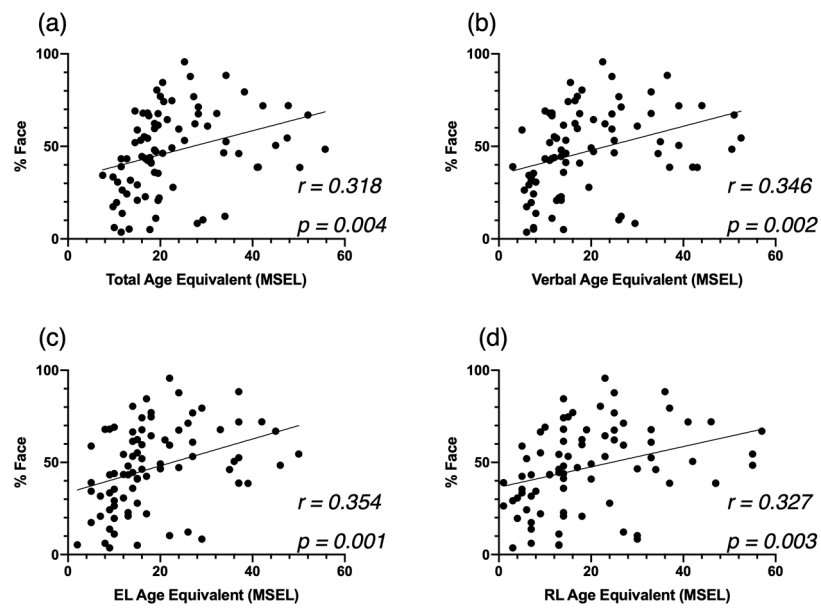 (a)
100
50
0
% Face
r = 0.318
p = 0.004
0 20 40 60
Total Age Equivalent (MSEL)
(b)
100
50
0
% Face
r = 0.346
p = 0.002
0 20 40 60
Verbal Age Equivalent (MSEL)
(c)
100
50
0
% Face
r = 0.354
p = 0.001
0 20 40 60
EL Age Equivalent (MSEL)
(d)
100
50
0
% Face
r = 0.327
p = 0.003
0 20 40 60
RL Age Equivalent (MSEL)